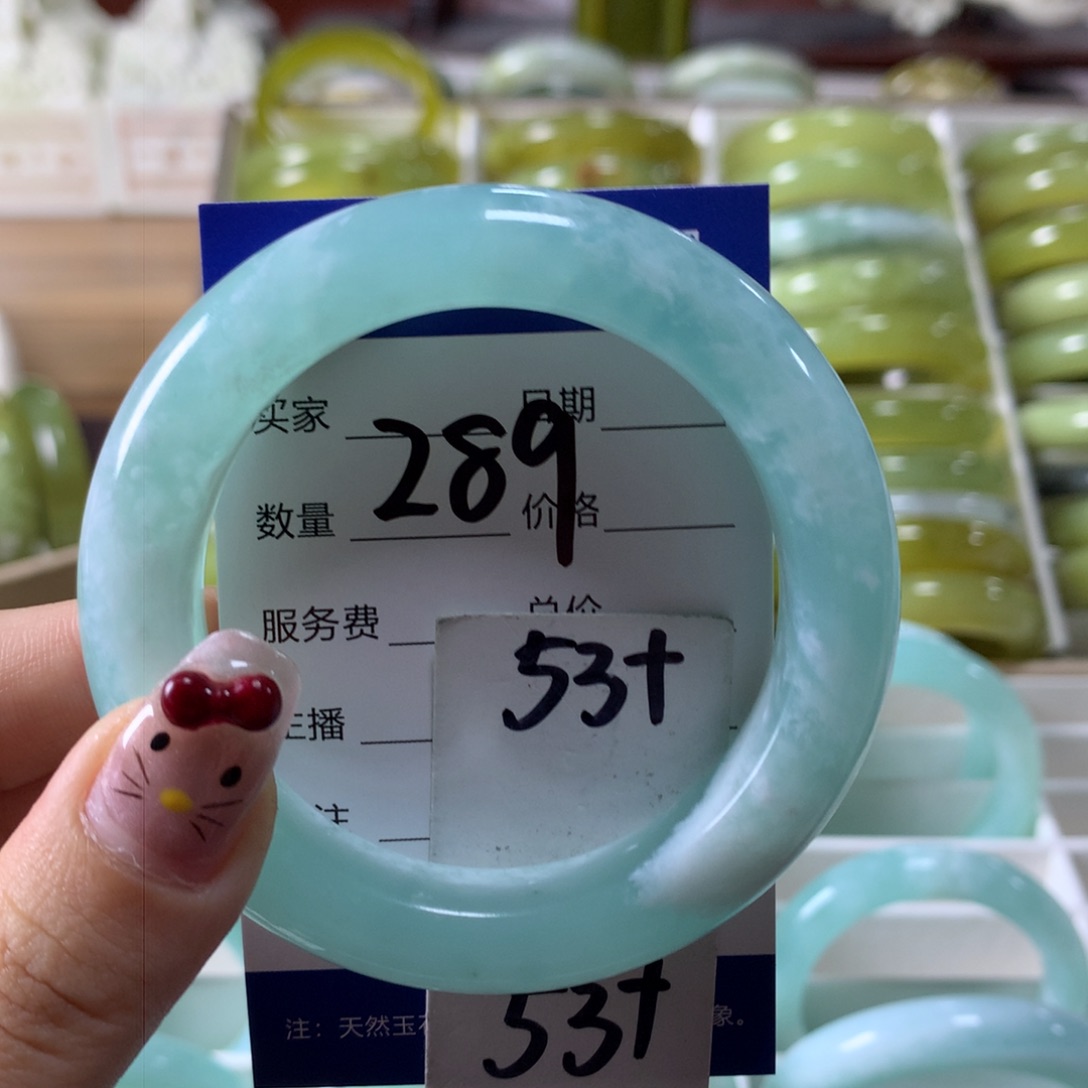 买家 日期
289
数量 价格
服务费 总价
53+
主播
注
53+
注：天然玉石 象。